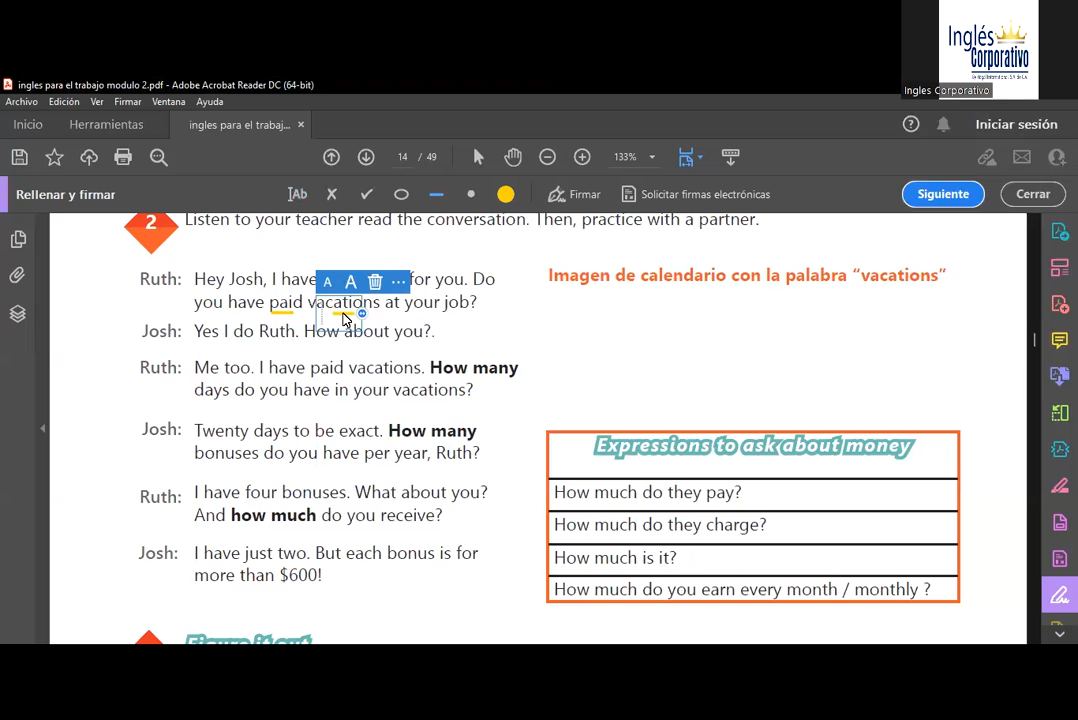 Inglés
Corporativo
Ingles Corporativo
ingles para el trabajo modulo 2.pdf - Adobe Acrobat Reader DC (64-bit)
Archivo Edición Ver Firmar Ventana Ayuda
Inicio Herramientas ingles para el trabaj... × Iniciar sesión
14 / 49 133%
Rellenar y firmar Ab Firmar Solicitar firmas electrónicas Siguiente Cerrar
2 Listen to your teacher read the conversation. Then, practice with a partner.
Ruth: Hey Josh, I have for you. Do
you have paid vacations at your job?
Josh: Yes I do Ruth. How about you?.
Ruth: Me too. I have paid vacations. How many
days do you have in your vacations?
Josh: Twenty days to be exact. How many
bonuses do you have per year, Ruth?
Ruth: I have four bonuses. What about you?
And how much do you receive?
Josh: I have just two. But each bonus is for
more than $600!
A A
Imagen de calendario con la palabra “vacations”
Expressions to ask about money
How much do they pay?
How much do they charge?
How much is it?
How much do you earn every month / monthly ?
Figure it out